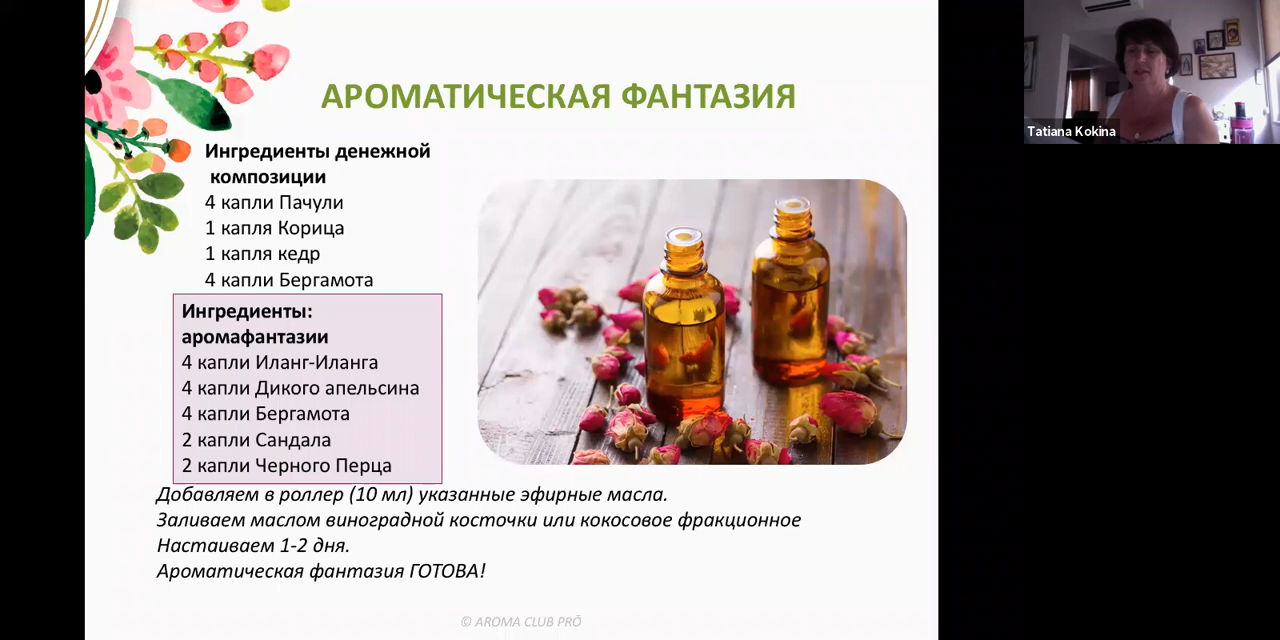 АРОМАТИЧЕСКАЯ ФАНТАЗИЯ
Ингредиенты денежной
композиции
4 капли Пачули
1 капля Корица
1 капля кедр
4 капли Бергамота
Ингредиенты:
аромафантазии
4 капли Иланг-Иланга
4 капли Дикого апельсина
4 капли Бергамота
2 капли Сандала
2 капли Черного Перца
Добавляем в роллер (10 мл) указанные эфирные масла.
Заливаем маслом виноградной косточки или кокосовое фракционное
Настаиваем 1-2 дня.
Ароматическая фантазия ГОТОВА!
© AROMA CLUB PRŌ
Tatiana Kokina